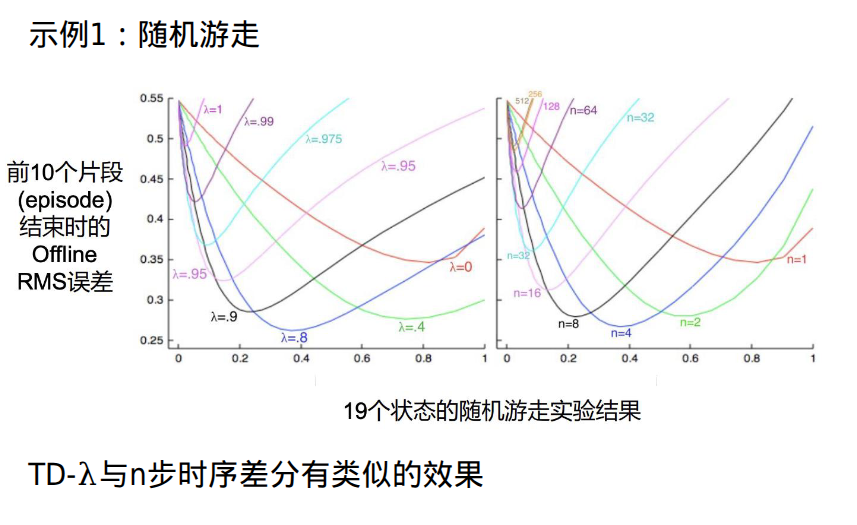 示例1：随机游走
前10个片段
(episode)
结束时的
Offline
RMS误差
0.55
0.5
0.45
0.4
0.35
0.3
0.25
λ=1
λ=.99
λ=.975
λ=.95
λ=.95
λ=0
λ=.9
λ=.4
λ=.8
0 0.2 0.4 0.6 0.8 1
256
512
128
n=64
n=32
n=32
n=1
n=16
n=8
n=2
n=4
0 0.2 0.4 0.6 0.8 1
19个状态的随机游走实验结果
TD-λ与n步时序差分有类似的效果